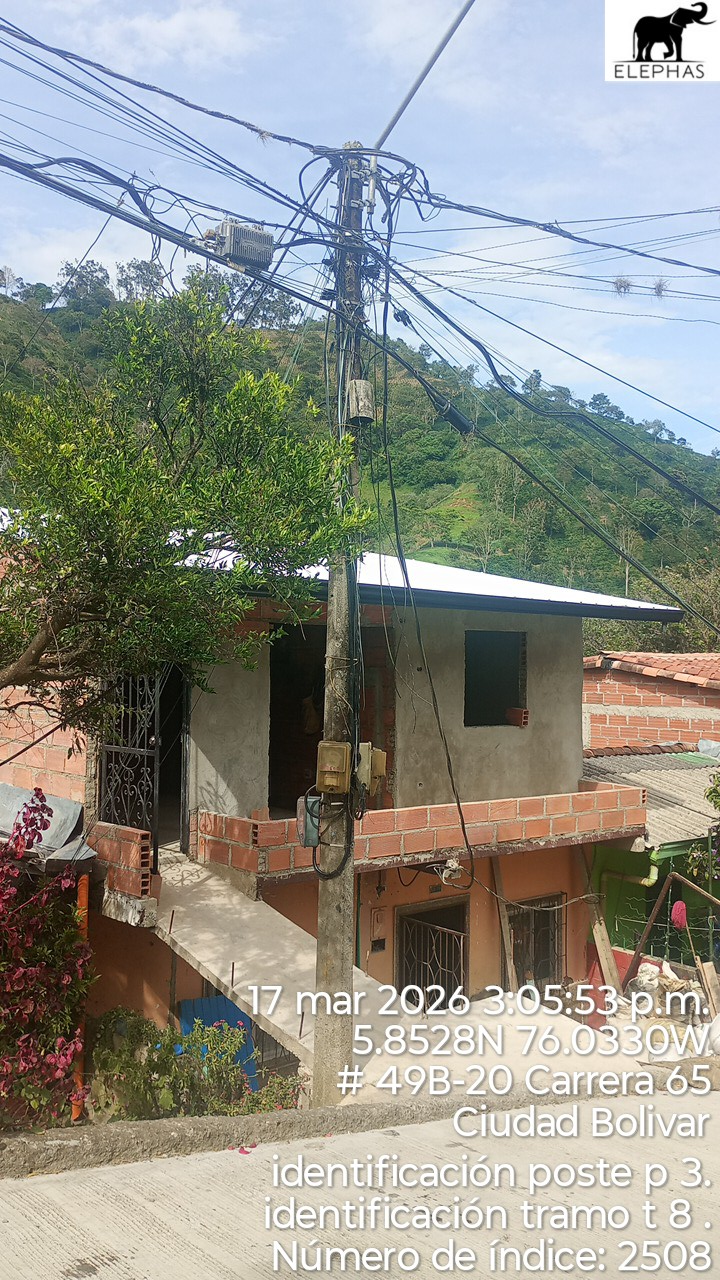 ELEPHAS
17 mar 2026 3:05:53 p.m.
5.8528N 76.0330W
# 49B-20 Carrera 65
Ciudad Bolivar
identificación poste p 3.
identificación tramo t 8 .
Número de índice: 2508